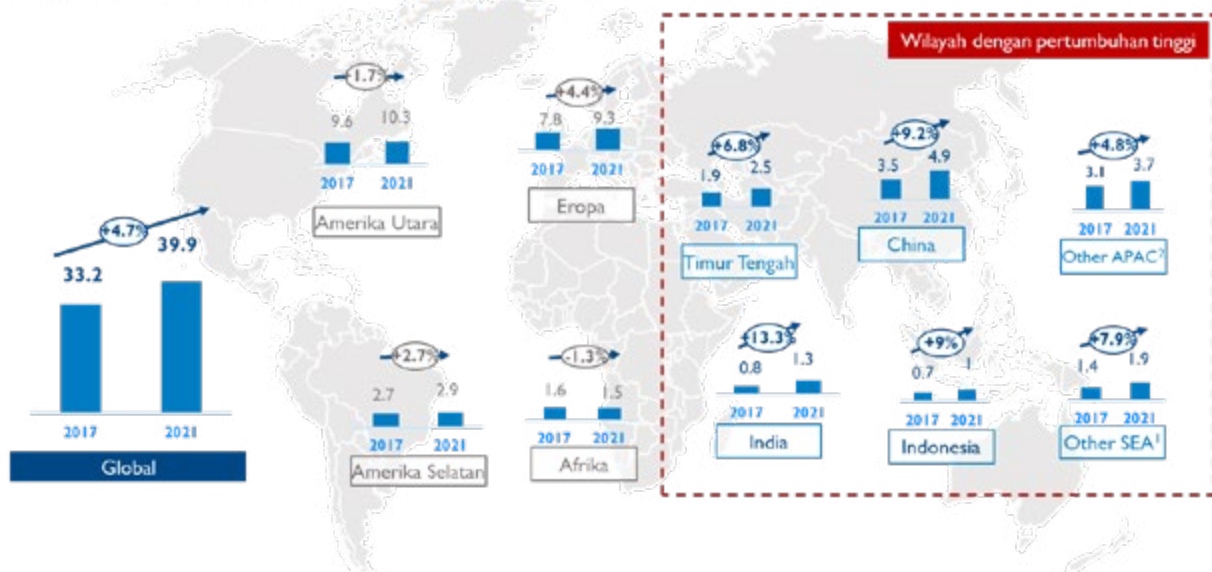 Wilayah dengan pertumbuhan tinggi
+1.7%
9.6 10.3
2017 2021
Amerika Utara
+4.4%
7.8 9.3
2017 2021
Eropa
+6.8%
1.9 2.5
2017 2021
Timur Tengah
+9.2%
3.5 4.9
2017 2021
China
+4.8%
3.1 3.7
2017 2021
Other APAC²
+4.7%
33.2 39.9
2017 2021
Global
+2.7%
2.7 2.9
2017 2021
Amerika Selatan
-1.3%
1.6 1.5
2017 2021
Afrika
+13.3%
0.8 1.3
2017 2021
India
+9%
0.7 1
2017 2021
Indonesia
+7.9%
1.4 1.9
2017 2021
Other SEA¹